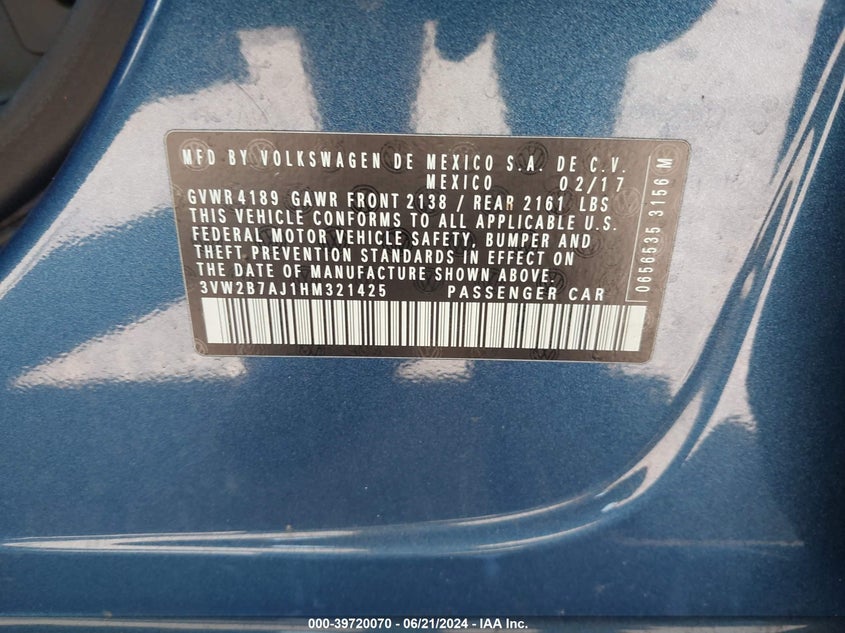 MFD BY VOLKSWAGEN DE MEXICO S.A. DE C.V.
MEXICO 02/17
GVWR 4189 GAWR FRONT 2138 / REAR 2161 LBS
THIS VEHICLE CONFORMS TO ALL APPLICABLE U.S.
FEDERAL MOTOR VEHICLE SAFETY, BUMPER AND
THEFT PREVENTION STANDARDS IN EFFECT ON
THE DATE OF MANUFACTURE SHOWN ABOVE.
3VW2B7AJ1HM321425 PASSENGER CAR
0656535 3156 M
000-39720070 - 06/21/2024 - IAA Inc.